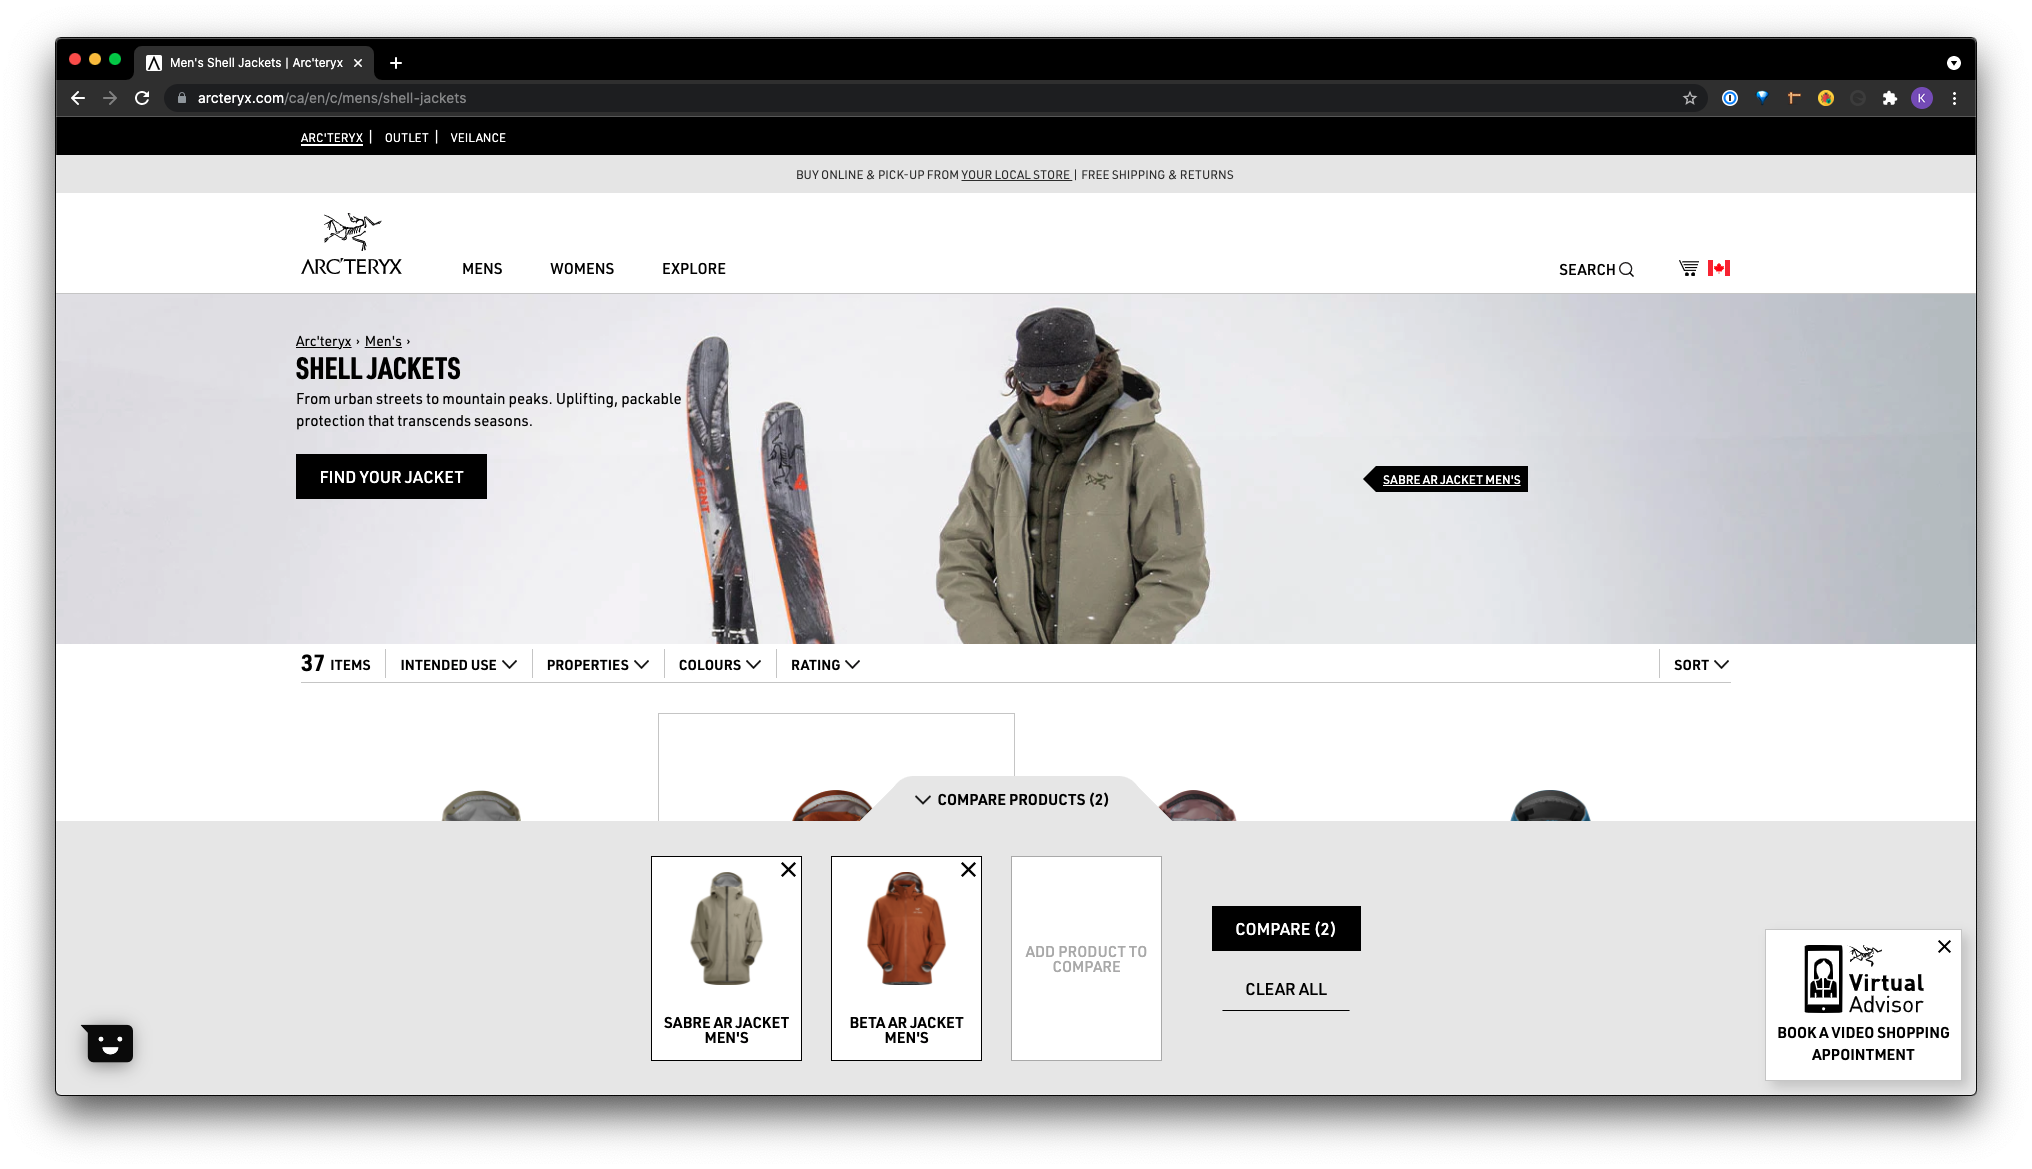 Men's Shell Jackets | Arc'teryx
arcteryx.com/ca/en/c/mens/shell-jackets
K
ARC'TERYX | OUTLET | VEILANCE
BUY ONLINE & PICK-UP FROM YOUR LOCAL STORE | FREE SHIPPING & RETURNS
ARC'TERYX
MENS WOMENS EXPLORE
SEARCH
Arc'teryx › Men's ›
SHELL JACKETS
From urban streets to mountain peaks. Uplifting, packable
protection that transcends seasons.
FIND YOUR JACKET
SABRE AR JACKET MEN'S
37 ITEMS INTENDED USE PROPERTIES COLOURS RATING SORT
COMPARE PRODUCTS (2)
SABRE AR JACKET
MEN'S
BETA AR JACKET
MEN'S
ADD PRODUCT TO
COMPARE
COMPARE (2)
CLEAR ALL
Virtual
Advisor
BOOK A VIDEO SHOPPING
APPOINTMENT